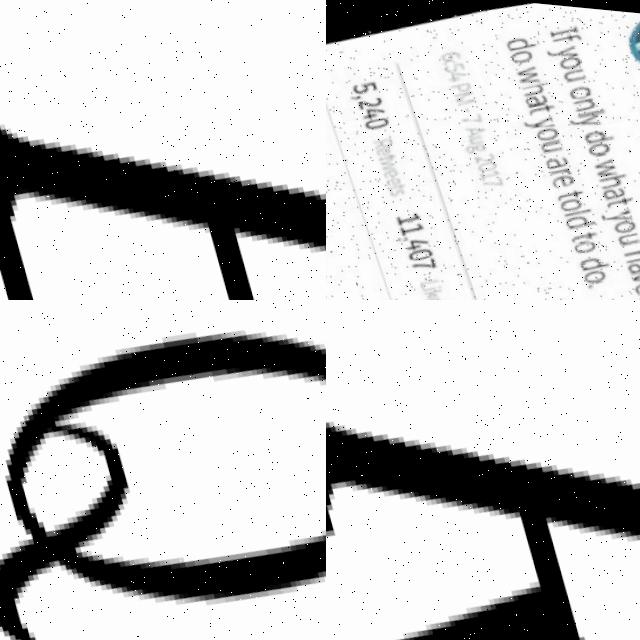 If you only do what you
do what you are told to do.
6:54 PM 7 Aug 2017
5,240 Retweets 11,407